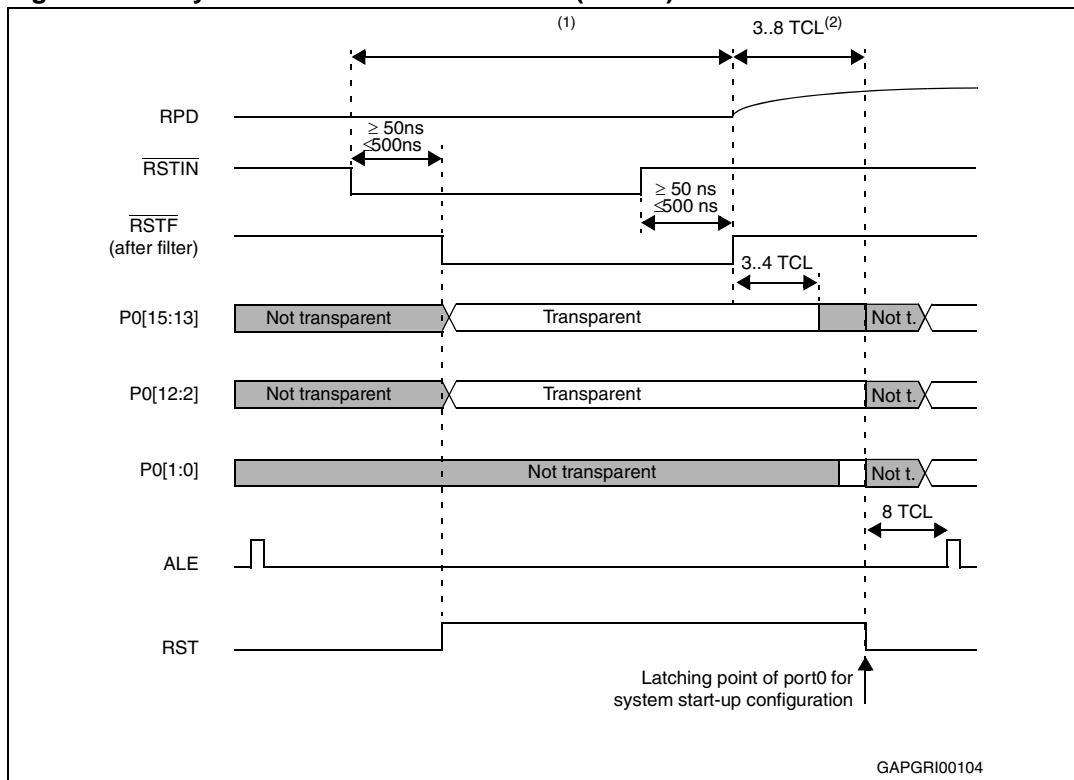 (1)
3..8 TCL(2)
RPD
≥ 50ns
≤500ns
RSTIN
≥ 50 ns
≤500 ns
RSTF
(after filter)
3..4 TCL
P0[15:13]
Not transparent
Transparent
Not t.
P0[12:2]
Not transparent
Transparent
Not t.
P0[1:0]
Not transparent
Not t.
8 TCL
ALE
RST
Latching point of port0 for
system start-up configuration
GAPGRI00104